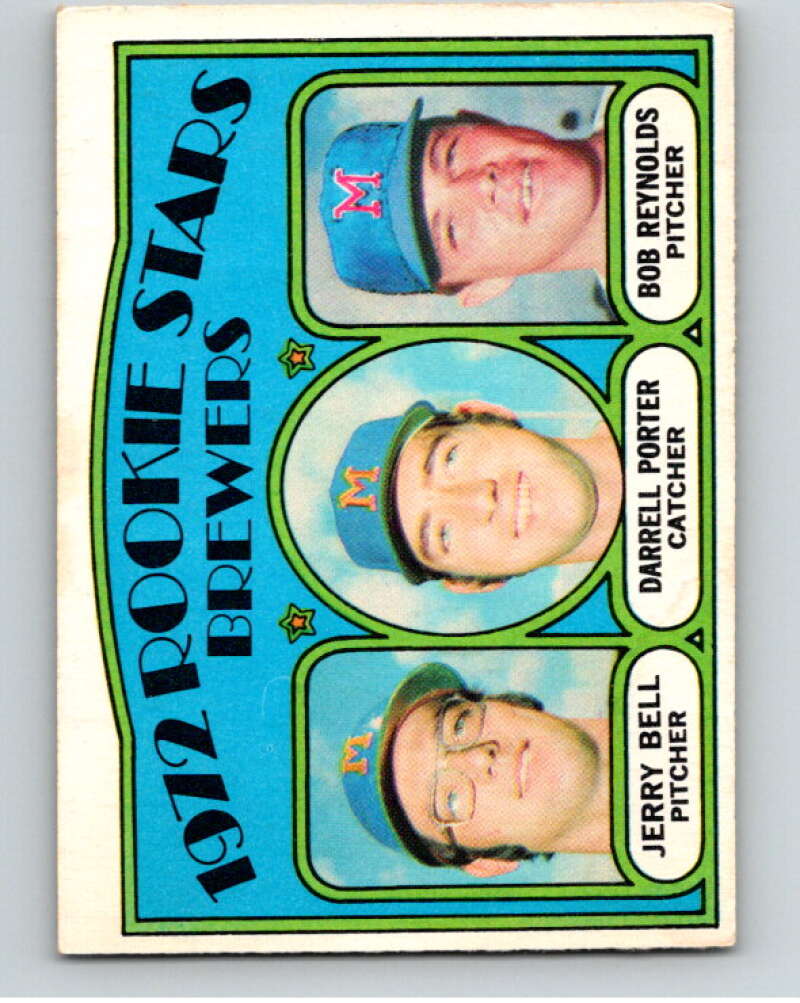 1972 ROOKIE STARS
BREWERS
M
M
M
JERRY BELL
PITCHER
DARRELL PORTER
CATCHER
BOB REYNOLDS
PITCHER